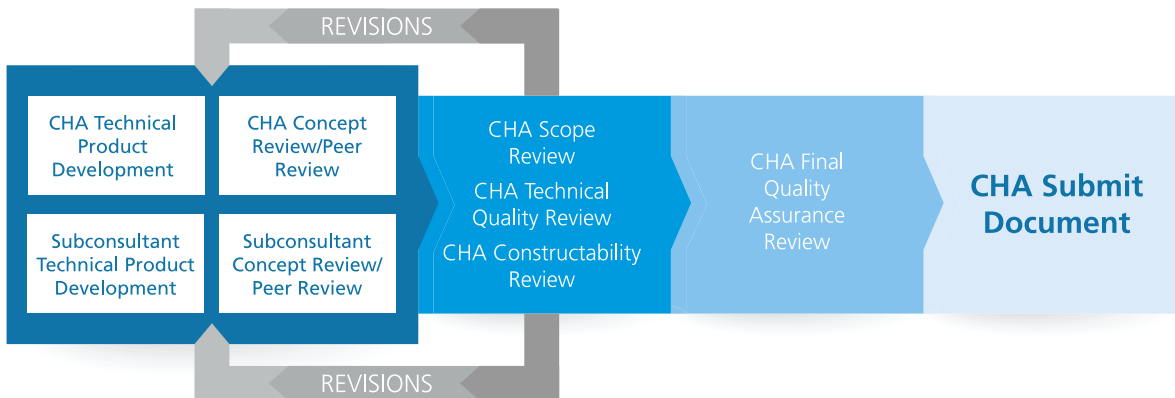 REVISIONS
CHA Technical
Product
Development
CHA Concept
Review/Peer
Review
Subconsultant
Technical Product
Development
Subconsultant
Concept Review/
Peer Review
CHA Scope
Review
CHA Technical
Quality Review
CHA Constructability
Review
CHA Final
Quality
Assurance
Review
CHA Submit
Document
REVISIONS